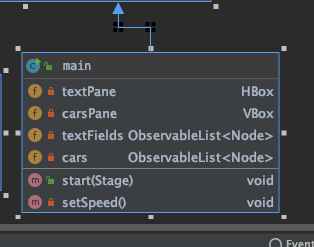 main
textPane HBox
carsPane VBox
textFields ObservableList<Node>
cars ObservableList<Node>
start(Stage) void
setSpeed() void
Event